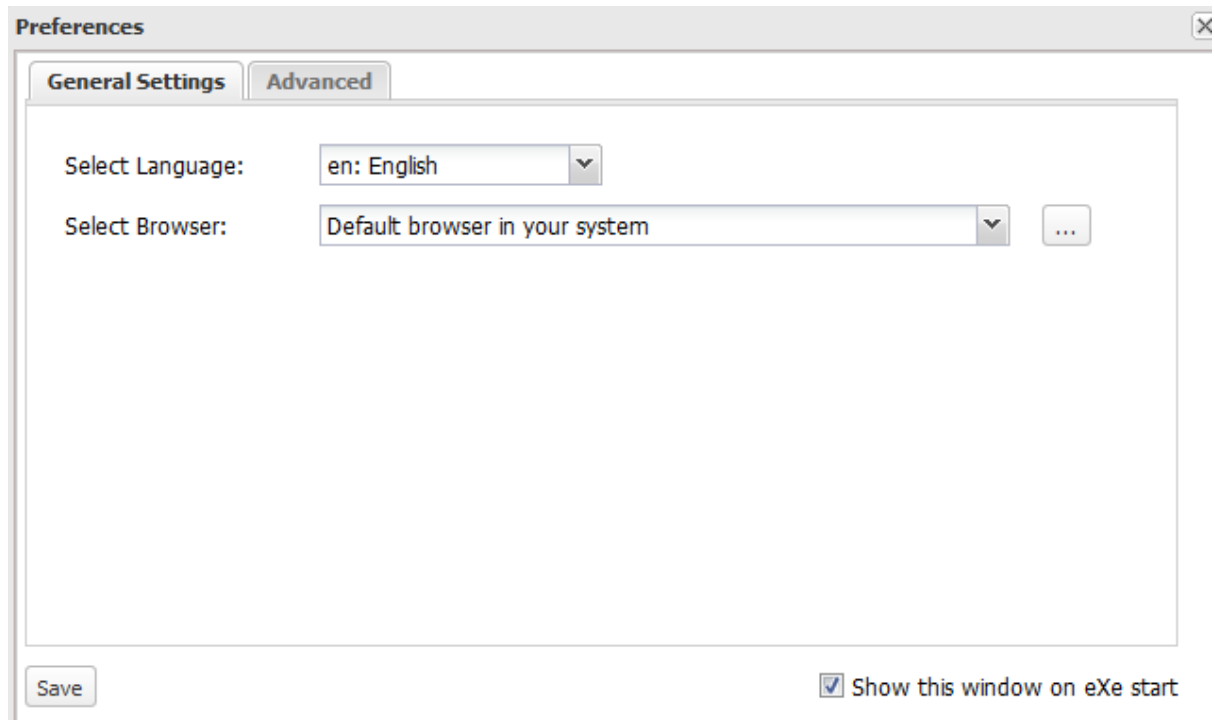 Preferences
General Settings Advanced
Select Language: en: English
Select Browser: Default browser in your system ...
Save Show this window on eXe start